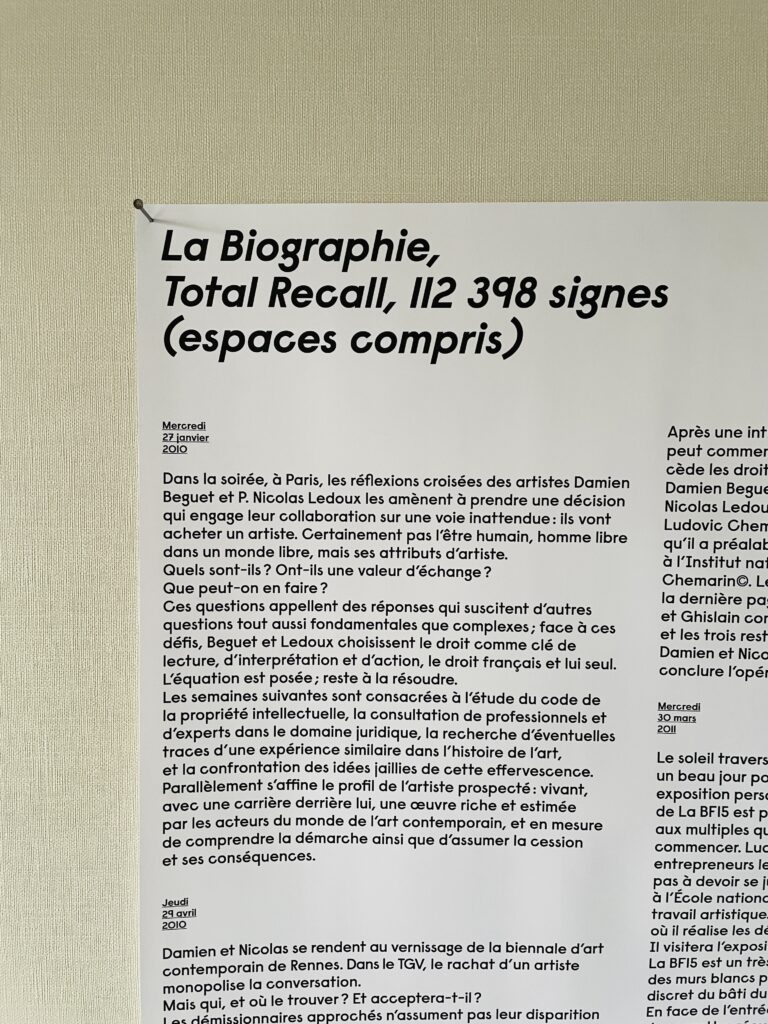 La Biographie,
Total Recall, 112 398 signes
(espaces compris)
Mercredi
27 janvier
2010
Dans la soirée, à Paris, les réflexions croisées des artistes Damien
Beguet et P. Nicolas Ledoux les amènent à prendre une décision
qui engage leur collaboration sur une voie inattendue : ils vont
acheter un artiste. Certainement pas l'être humain, homme libre
dans un monde libre, mais ses attributs d'artiste.
Quels sont-ils ? Ont-ils une valeur d'échange ?
Que peut-on en faire ?
Ces questions appellent des réponses qui suscitent d'autres
questions tout aussi fondamentales que complexes ; face à ces
défis, Beguet et Ledoux choisissent le droit comme clé de
lecture, d'interprétation et d'action, le droit français et lui seul.
L'équation est posée ; reste à la résoudre.
Les semaines suivantes sont consacrées à l'étude du code de
la propriété intellectuelle, la consultation de professionnels et
d'experts dans le domaine juridique, la recherche d'éventuelles
traces d'une expérience similaire dans l'histoire de l'art,
et la confrontation des idées jaillies de cette effervescence.
Parallèlement s'affine le profil de l'artiste prospecté : vivant,
avec une carrière derrière lui, une œuvre riche et estimée
par les acteurs du monde de l'art contemporain, et en mesure
de comprendre la démarche ainsi que d'assumer la cession
et ses conséquences.
Jeudi
29 avril
2010
Damien et Nicolas se rendent au vernissage de la biennale d'art
contemporain de Rennes. Dans le TGV, le rachat d'un artiste
monopolise la conversation.
Mais qui, et où le trouver ? Et acceptera-t-il ?
Les démissionnaires approchés n'assument pas leur disparition
Après une int
peut commen
cède les droit
Damien Begue
Nicolas Ledou
Ludovic Chem
qu'il a préalab
à l'Institut nat
Chemarin©. Le
la dernière pag
et Ghislain con
et les trois rest
Damien et Nico
conclure l'opér
Mercredi
30 mars
2011
Le soleil travers
un beau jour po
exposition perso
de La BF15 est p
aux multiples qu
commencer. Lud
entrepreneurs le
pas à devoir se ju
à l'École nationa
travail artistique.
où il réalise les dé
Il visitera l'exposi
La BF15 est un très
des murs blancs p
discret du bâti du
En face de l'entrée